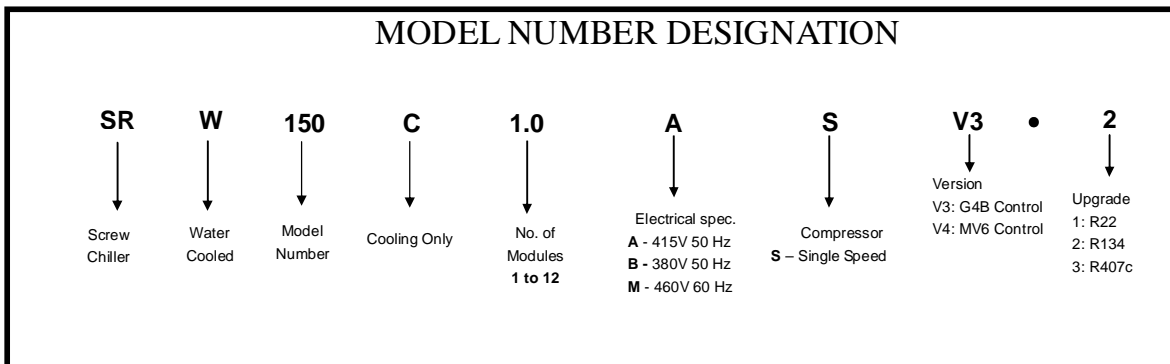 MODEL NUMBER DESIGNATION
SR W 150 C 1.0 A S V3 • 2
Screw
Chiller
Water
Cooled
Model
Number
Cooling Only
No. of
Modules
1 to 12
Electrical spec.
A - 415V 50 Hz
B - 380V 50 Hz
M - 460V 60 Hz
Compressor
S – Single Speed
Version
V3: G4B Control
V4: MV6 Control
Upgrade
1: R22
2: R134
3: R407c